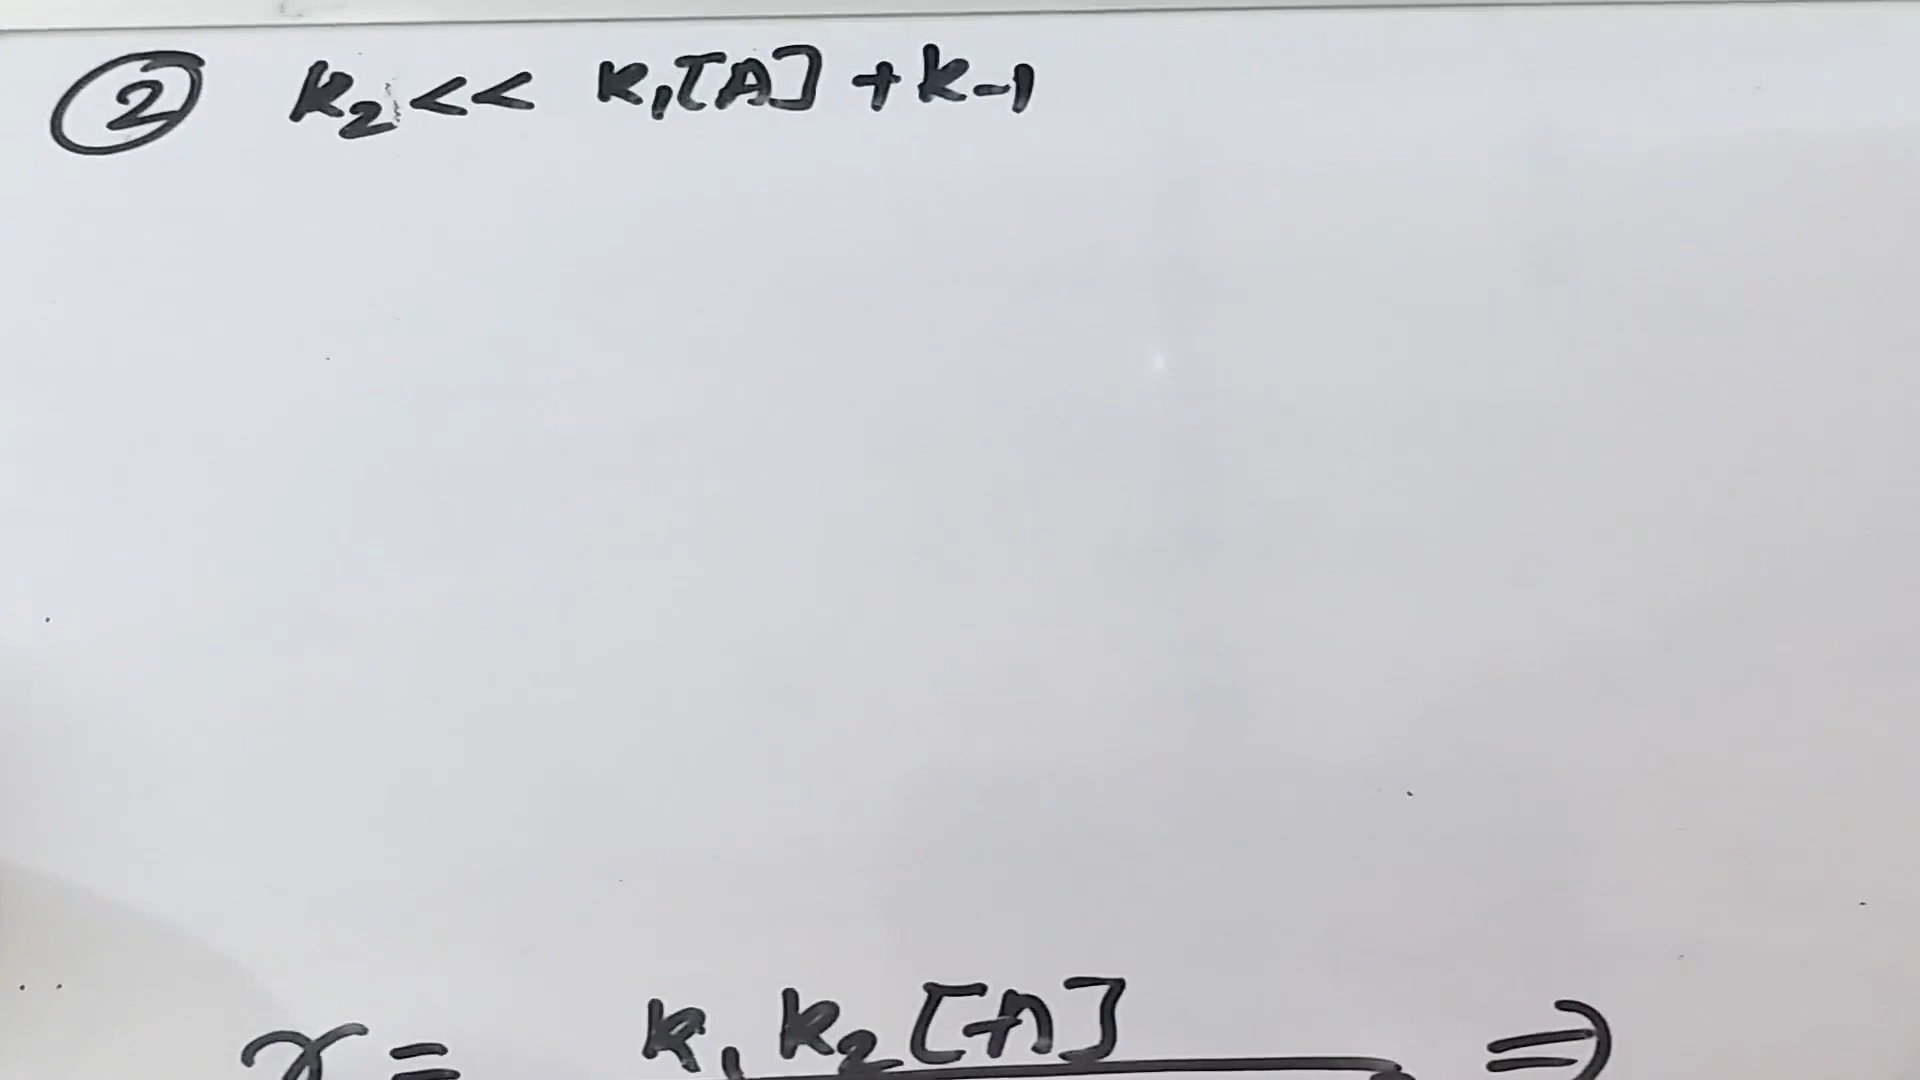 ② k₂ << k₁[A] + k₋₁
r = k₁ k₂ [A] ⇒